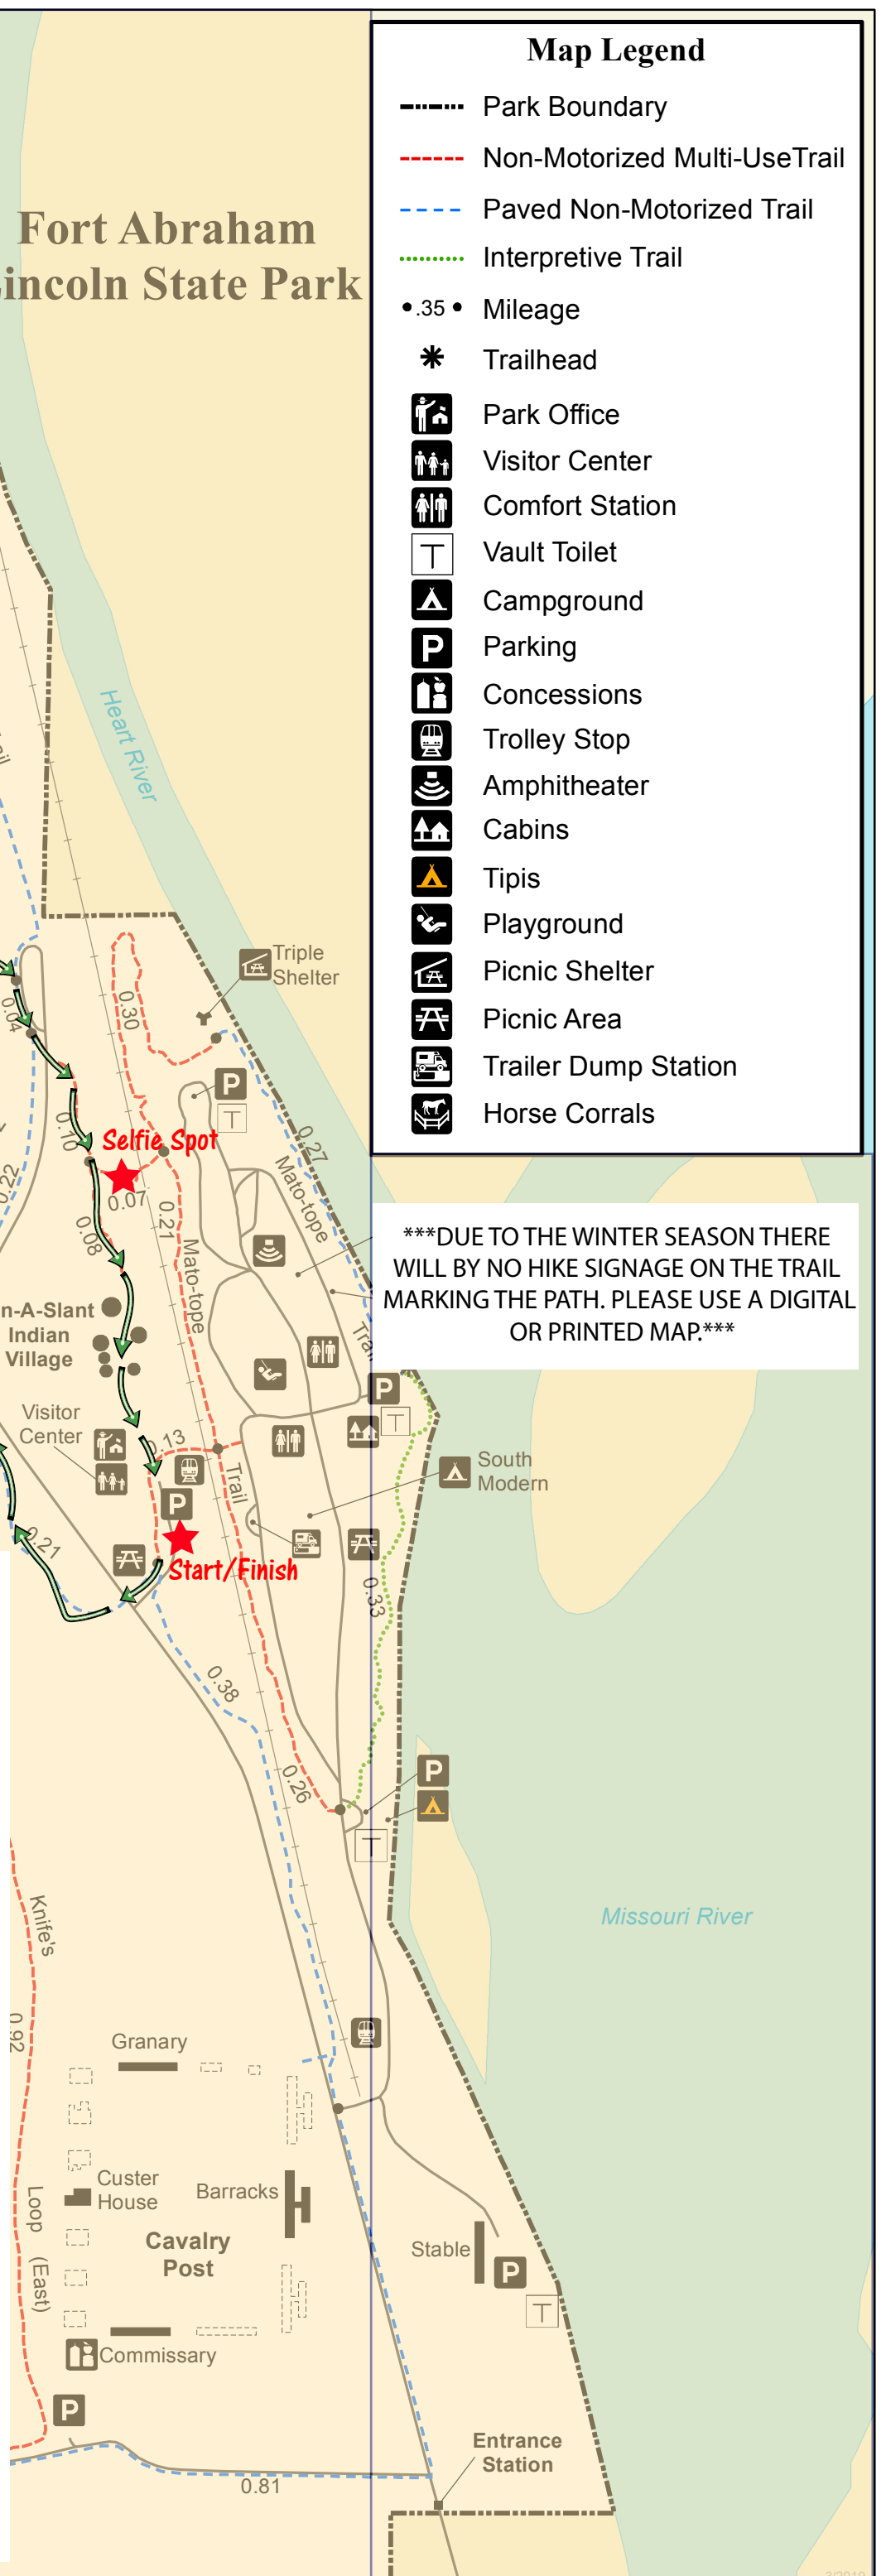 Fort Abraham
Lincoln State Park
Map Legend
Park Boundary
Non-Motorized Multi-UseTrail
Paved Non-Motorized Trail
Interpretive Trail
.35
Mileage
Trailhead
Park Office
Visitor Center
Comfort Station
T
Vault Toilet
Campground
P
Parking
Concessions
Trolley Stop
Amphitheater
Cabins
Tipis
Playground
Picnic Shelter
Picnic Area
Trailer Dump Station
Horse Corrals
Heart River
Triple
Shelter
0.30
0.04
P
T
0.10
Selfie Spot
0.27
Mato-tope
0.22
0.07
0.21
0.08
Mato-tope
***DUE TO THE WINTER SEASON THERE
WILL BY NO HIKE SIGNAGE ON THE TRAIL
MARKING THE PATH. PLEASE USE A DIGITAL
OR PRINTED MAP.***
n-A-Slant
Indian
Village
P
T
Visitor
Center
0.13
Trail
South
Modern
P
0.21
Start/Finish
0.33
0.38
0.26
P
T
Knife's
Missouri River
0.92
Granary
Custer
House
Barracks
Loop
(East)
Cavalry
Post
Stable
P
T
Commissary
P
Entrance
Station
0.81
3/2019